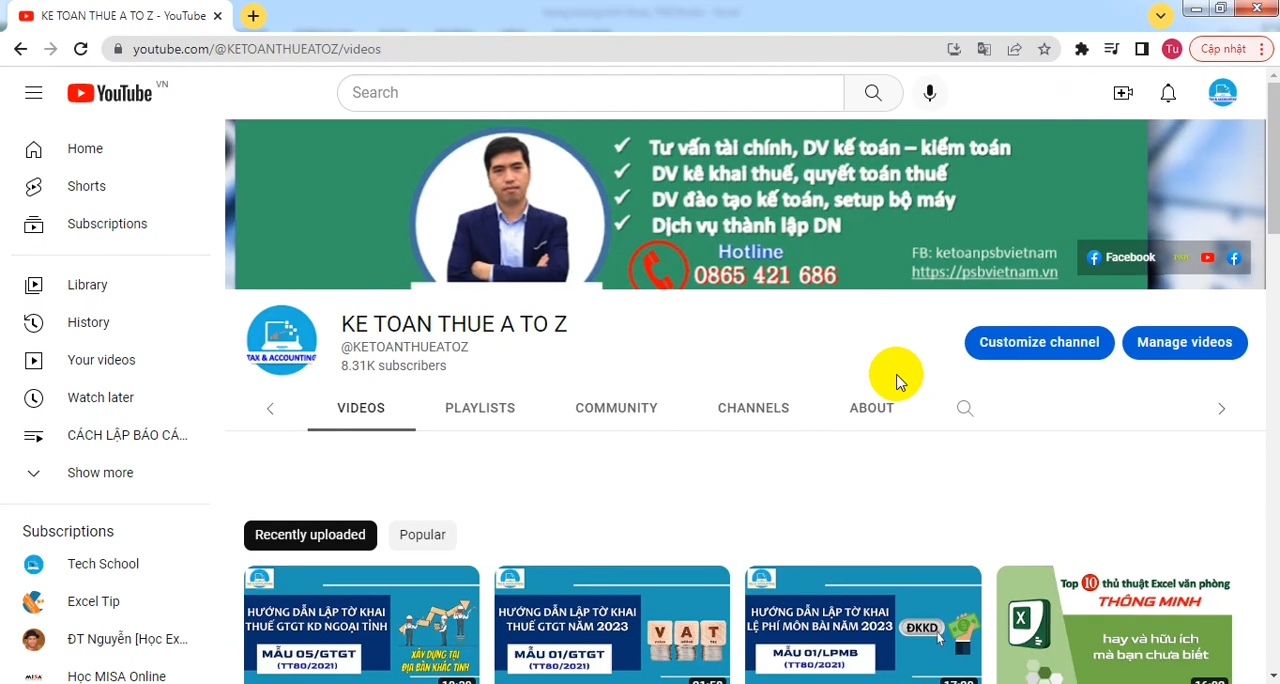 KE TOAN THUE A TO Z - YouTube
youtube.com/@KETOANTHUEATOZ/videos
Tu
Cập nhật
YouTube
VN
Search
Home
Shorts
Subscriptions
Library
History
Your videos
Watch later
CÁCH LẬP BÁO CÁ...
Show more
Subscriptions
Tech School
Excel Tip
ĐT Nguyễn [Học Ex...
Học MISA Online
Tư vấn tài chính, DV kế toán – kiểm toán
DV kê khai thuế, quyết toán thuế
DV đào tạo kế toán, setup bộ máy
Dịch vụ thành lập DN
Hotline
0865 421 686
FB: ketoanpsbvietnam
https://psbvietnam.vn
Facebook
TAX & ACCOUNTING
KE TOAN THUE A TO Z
@KETOANTHUEATOZ
8.31K subscribers
Customize channel
Manage videos
VIDEOS
PLAYLISTS
COMMUNITY
CHANNELS
ABOUT
Recently uploaded
Popular
HƯỚNG DẪN LẬP TỜ KHAI
THUẾ GTGT KD NGOẠI TỈNH
MẪU 05/GTGT
(TT80/2021)
XÂY DỰNG TẠI
ĐỊA BÀN KHÁC TỈNH
HƯỚNG DẪN LẬP TỜ KHAI
THUẾ GTGT NĂM 2023
MẪU 01/GTGT
(TT80/2021)
VAT
HƯỚNG DẪN LẬP TỜ KHAI
LỆ PHÍ MÔN BÀI NĂM 2023
MẪU 01/LPMB
(TT80/2021)
ĐKKD
Top 10 thủ thuật Excel văn phòng
THÔNG MINH
X
hay và hữu ích
mà bạn chưa biết